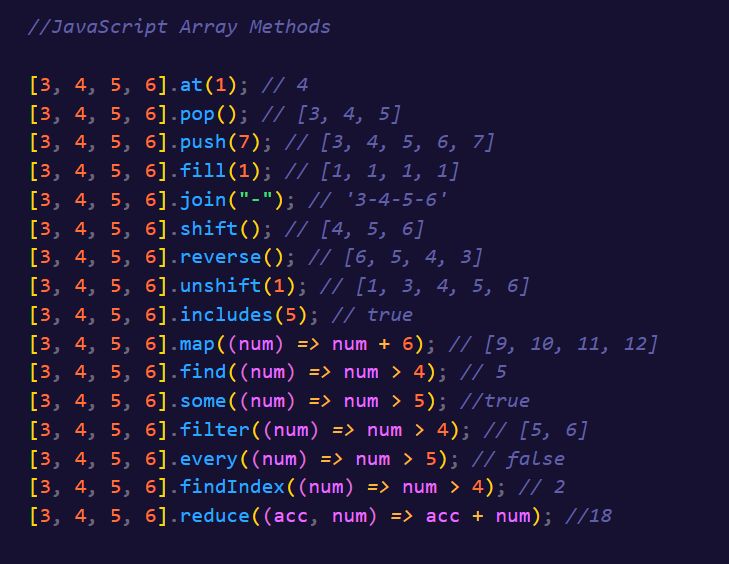 //JavaScript Array Methods
[3, 4, 5, 6].at(1); // 4
[3, 4, 5, 6].pop(); // [3, 4, 5]
[3, 4, 5, 6].push(7); // [3, 4, 5, 6, 7]
[3, 4, 5, 6].fill(1); // [1, 1, 1, 1]
[3, 4, 5, 6].join("-"); // '3-4-5-6'
[3, 4, 5, 6].shift(); // [4, 5, 6]
[3, 4, 5, 6].reverse(); // [6, 5, 4, 3]
[3, 4, 5, 6].unshift(1); // [1, 3, 4, 5, 6]
[3, 4, 5, 6].includes(5); // true
[3, 4, 5, 6].map((num) => num + 6); // [9, 10, 11, 12]
[3, 4, 5, 6].find((num) => num > 4); // 5
[3, 4, 5, 6].some((num) => num > 5); //true
[3, 4, 5, 6].filter((num) => num > 4); // [5, 6]
[3, 4, 5, 6].every((num) => num > 5); // false
[3, 4, 5, 6].findIndex((num) => num > 4); // 2
[3, 4, 5, 6].reduce((acc, num) => acc + num); //18